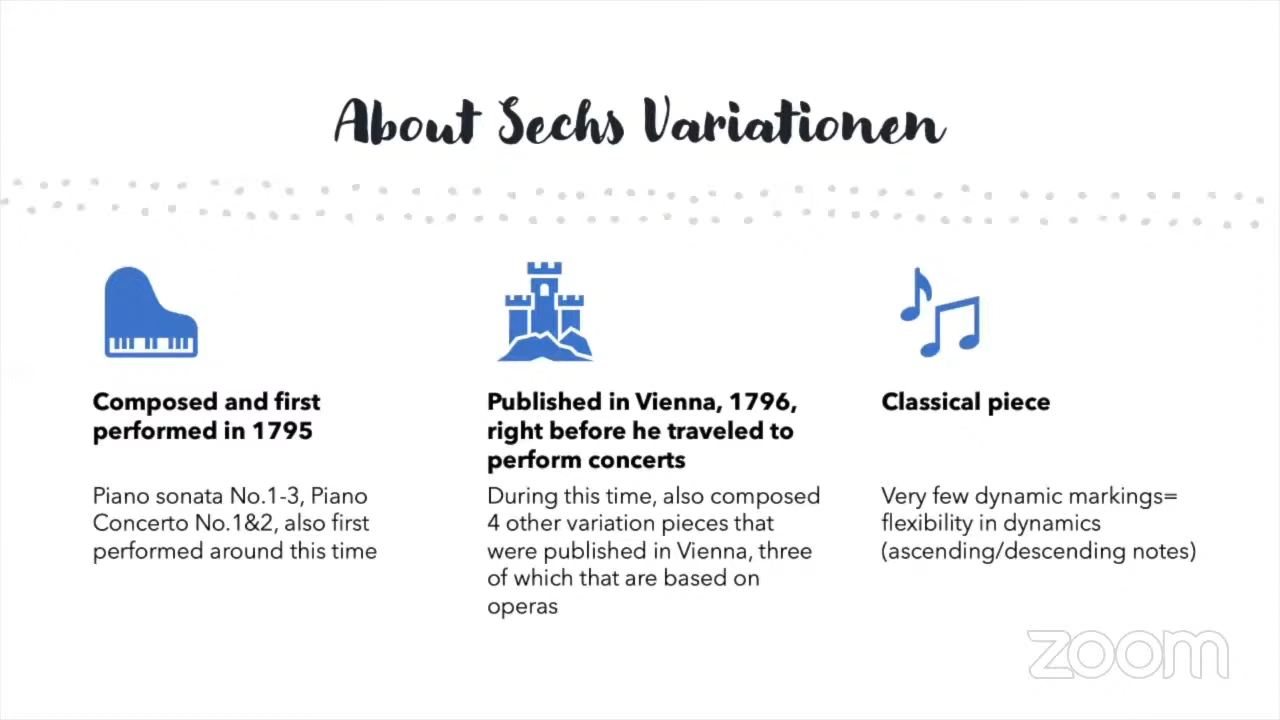 About Sechs Variationen
Composed and first
performed in 1795
Piano sonata No.1-3, Piano
Concerto No.1&2, also first
performed around this time
Published in Vienna, 1796,
right before he traveled to
perform concerts
During this time, also composed
4 other variation pieces that
were published in Vienna, three
of which that are based on
operas
Classical piece
Very few dynamic markings=
flexibility in dynamics
(ascending/descending notes)
zoom